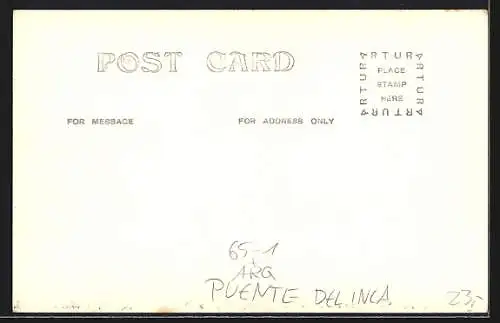 POST CARD
ARTURA
PLACE
STAMP
HERE
ARTURA
ARTURA
ARTURA
FOR MESSAGE
FOR ADDRESS ONLY
65-1
ARG
PUENTE DEL INCA
23,-